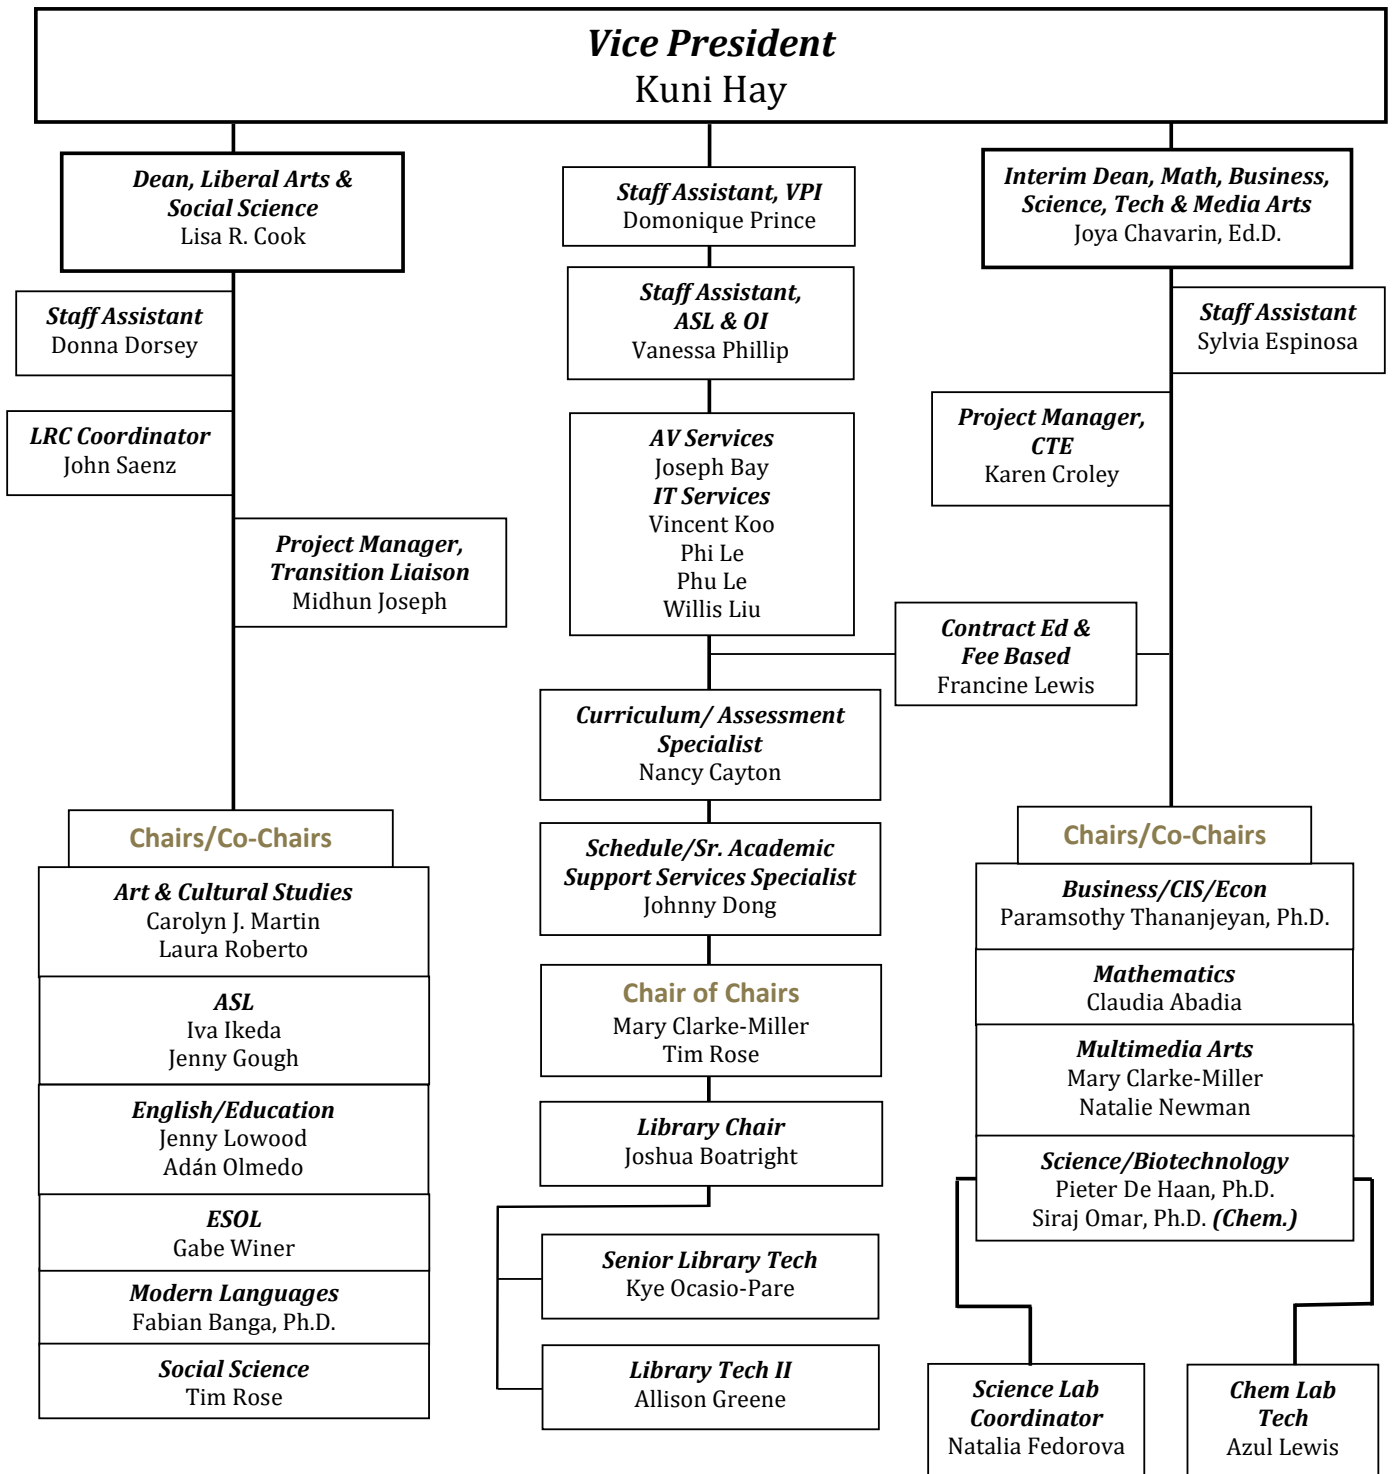 Vice President
Kuni Hay
Dean, Liberal Arts &
Social Science
Lisa R. Cook
Staff Assistant
Donna Dorsey
LRC Coordinator
John Saenz
Project Manager,
Transition Liaison
Midhun Joseph
Chairs/Co-Chairs
Art & Cultural Studies
Carolyn J. Martin
Laura Roberto
ASL
Iva Ikeda
Jenny Gough
English/Education
Jenny Lowood
Adán Olmedo
ESOL
Gabe Winer
Modern Languages
Fabian Banga, Ph.D.
Social Science
Tim Rose
Staff Assistant, VPI
Domonique Prince
Staff Assistant,
ASL & OI
Vanessa Phillip
AV Services
Joseph Bay
IT Services
Vincent Koo
Phi Le
Phu Le
Willis Liu
Curriculum/ Assessment
Specialist
Nancy Cayton
Schedule/Sr. Academic
Support Services Specialist
Johnny Dong
Chair of Chairs
Mary Clarke-Miller
Tim Rose
Library Chair
Joshua Boatright
Senior Library Tech
Kye Ocasio-Pare
Library Tech II
Allison Greene
Interim Dean, Math, Business,
Science, Tech & Media Arts
Joya Chavarin, Ed.D.
Staff Assistant
Sylvia Espinosa
Project Manager,
CTE
Karen Croley
Contract Ed &
Fee Based
Francine Lewis
Chairs/Co-Chairs
Business/CIS/Econ
Paramsothy Thananjeyan, Ph.D.
Mathematics
Claudia Abadia
Multimedia Arts
Mary Clarke-Miller
Natalie Newman
Science/Biotechnology
Pieter De Haan, Ph.D.
Siraj Omar, Ph.D. (Chem.)
Science Lab
Coordinator
Natalia Fedorova
Chem Lab
Tech
Azul Lewis